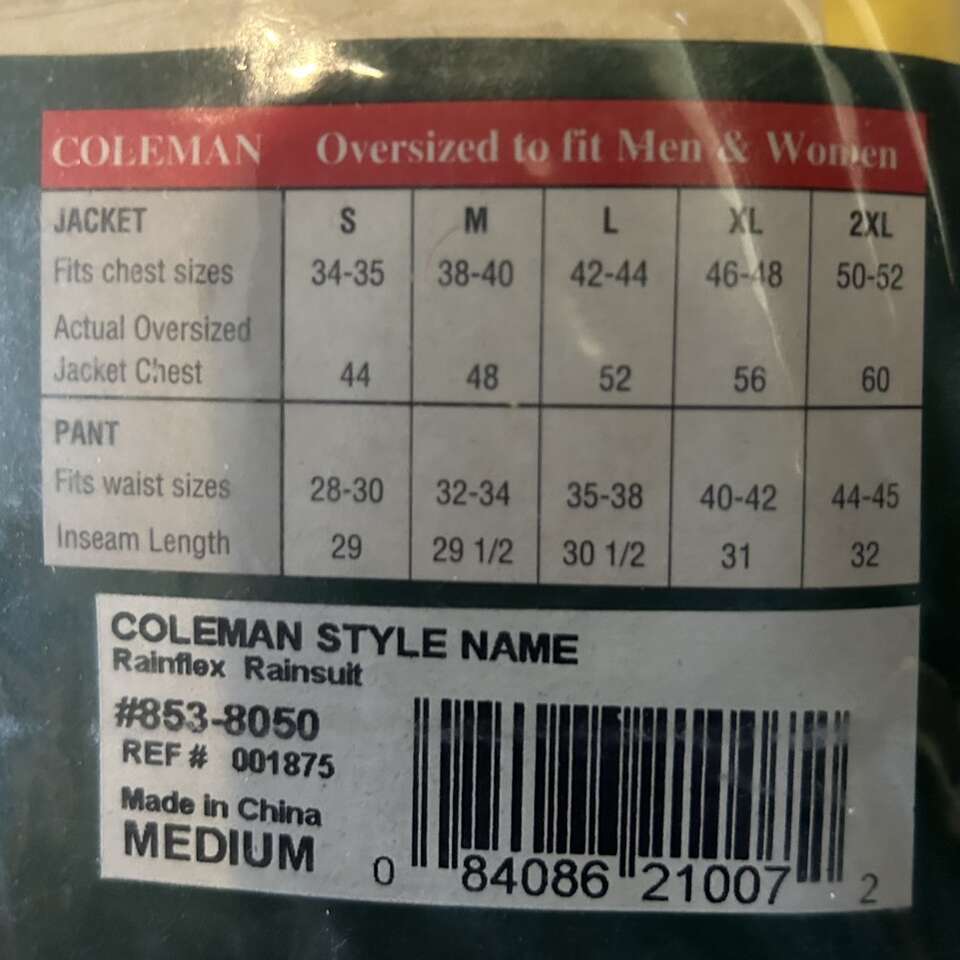 COLEMAN Oversized to fit Men & Women
JACKET S M L XL 2XL
Fits chest sizes 34-35 38-40 42-44 46-48 50-52
Actual Oversized
Jacket Chest 44 48 52 56 60
PANT
Fits waist sizes 28-30 32-34 35-38 40-42 44-45
Inseam Length 29 29 1/2 30 1/2 31 32
COLEMAN STYLE NAME
Rainflex Rainsuit
#853-8050
REF # 001875
Made in China
MEDIUM
0 84086 21007 2